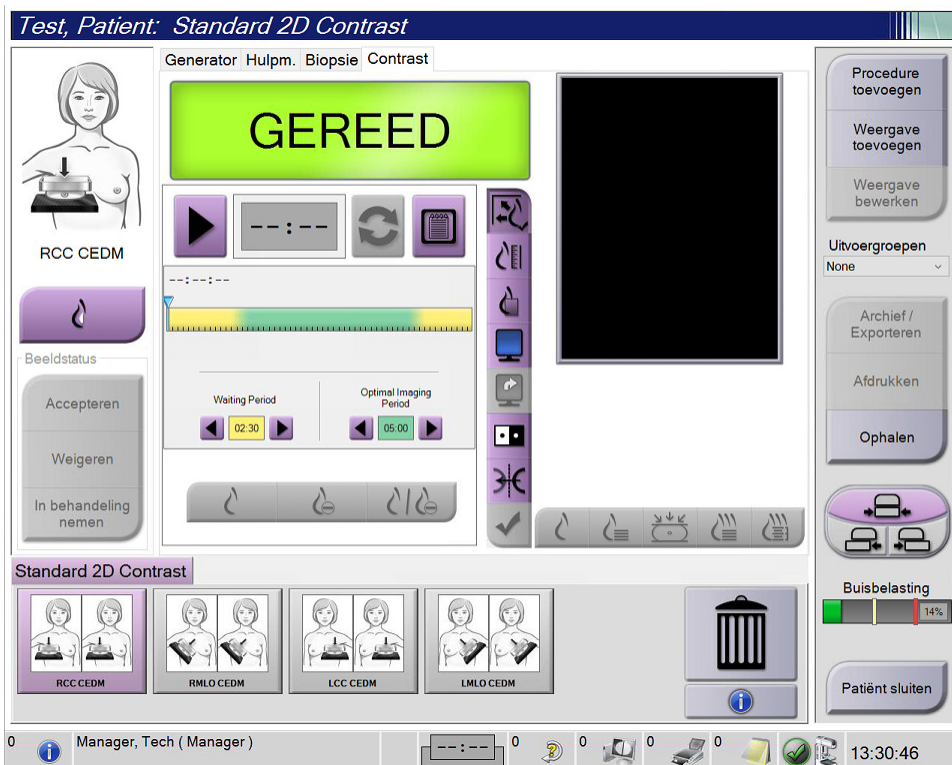 Test, Patient:  Standard 2D Contrast
Generator Hulpm. Biopsie Contrast
GEREED
--:--
--:--:--
Waiting Period
02:30
Optimal Imaging
Period
05:00
RCC CEDM
Beeldstatus
Accepteren
Weigeren
In behandeling
nemen
Procedure
toevoegen
Weergave
toevoegen
Weergave
bewerken
Uitvoergroepen
None
Archief /
Exporteren
Afdrukken
Ophalen
Buisbelasting
14%
Patiënt sluiten
Standard 2D Contrast
RCC CEDM
RMLO CEDM
LCC CEDM
LMLO CEDM
0
Manager, Tech ( Manager )
--:--
0
0
0
0
13:30:46